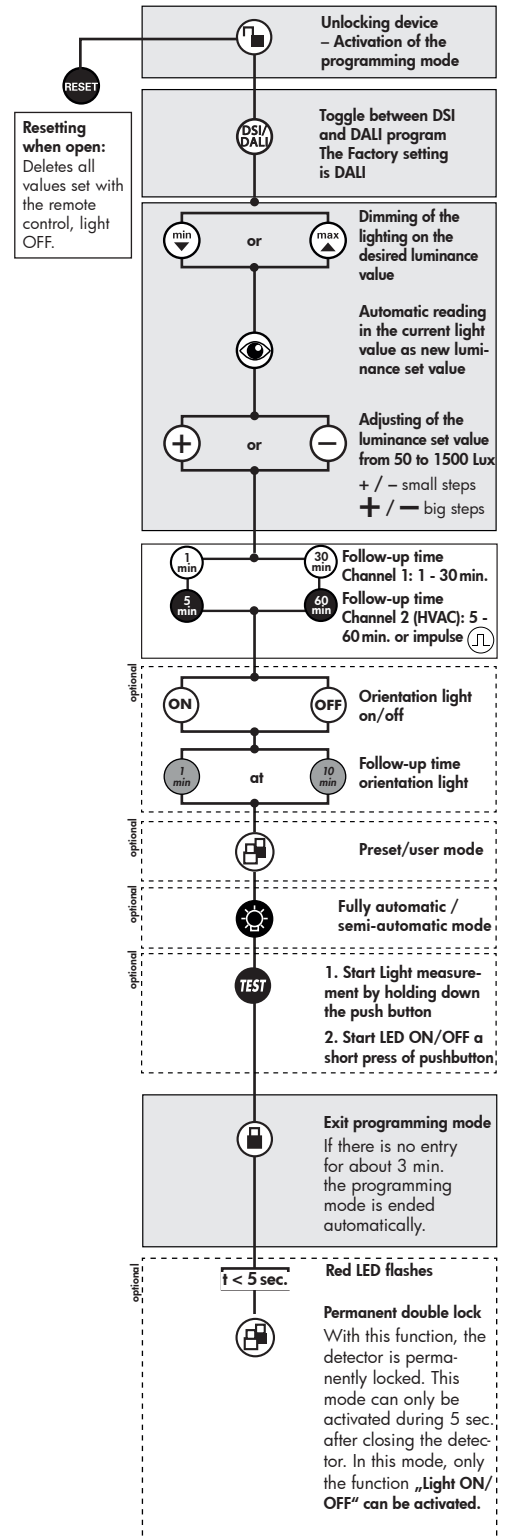 Unlocking device
– Activation of the
programming mode
RESET
Resetting
when open:
Deletes all
values set with
the remote
control, light
OFF.
DSI/
DALI
Toggle between DSI
and DALI program
The Factory setting
is DALI
min
or
max
Dimming of the
lighting on the
desired luminance
value
Automatic reading
in the current light
value as new lumi-
nance set value
+
or
−
Adjusting of the
luminance set value
from 50 to 1500 Lux
+ / – small steps
+ / − big steps
1
min
30
min
Follow-up time
Channel 1: 1 - 30 min.
5
min
60
min
Follow-up time
Channel 2 (HVAC): 5 -
60 min. or impulse
optional
ON
OFF
Orientation light
on/off
1
min
at
10
min
Follow-up time
orientation light
optional
Preset/user mode
optional
Fully automatic /
semi-automatic mode
optional
TEST
1. Start Light measure-
ment by holding down
the push button
2. Start LED ON/OFF a
short press of pushbutton
Exit programming mode
If there is no entry
for about 3 min.
the programming
mode is ended
automatically.
optional
t < 5 sec.
Red LED flashes
Permanent double lock
With this function, the
detector is perma-
nently locked. This
mode can only be
activated during 5 sec.
after closing the detec-
tor. In this mode, only
the function „Light ON/
OFF“ can be activated.